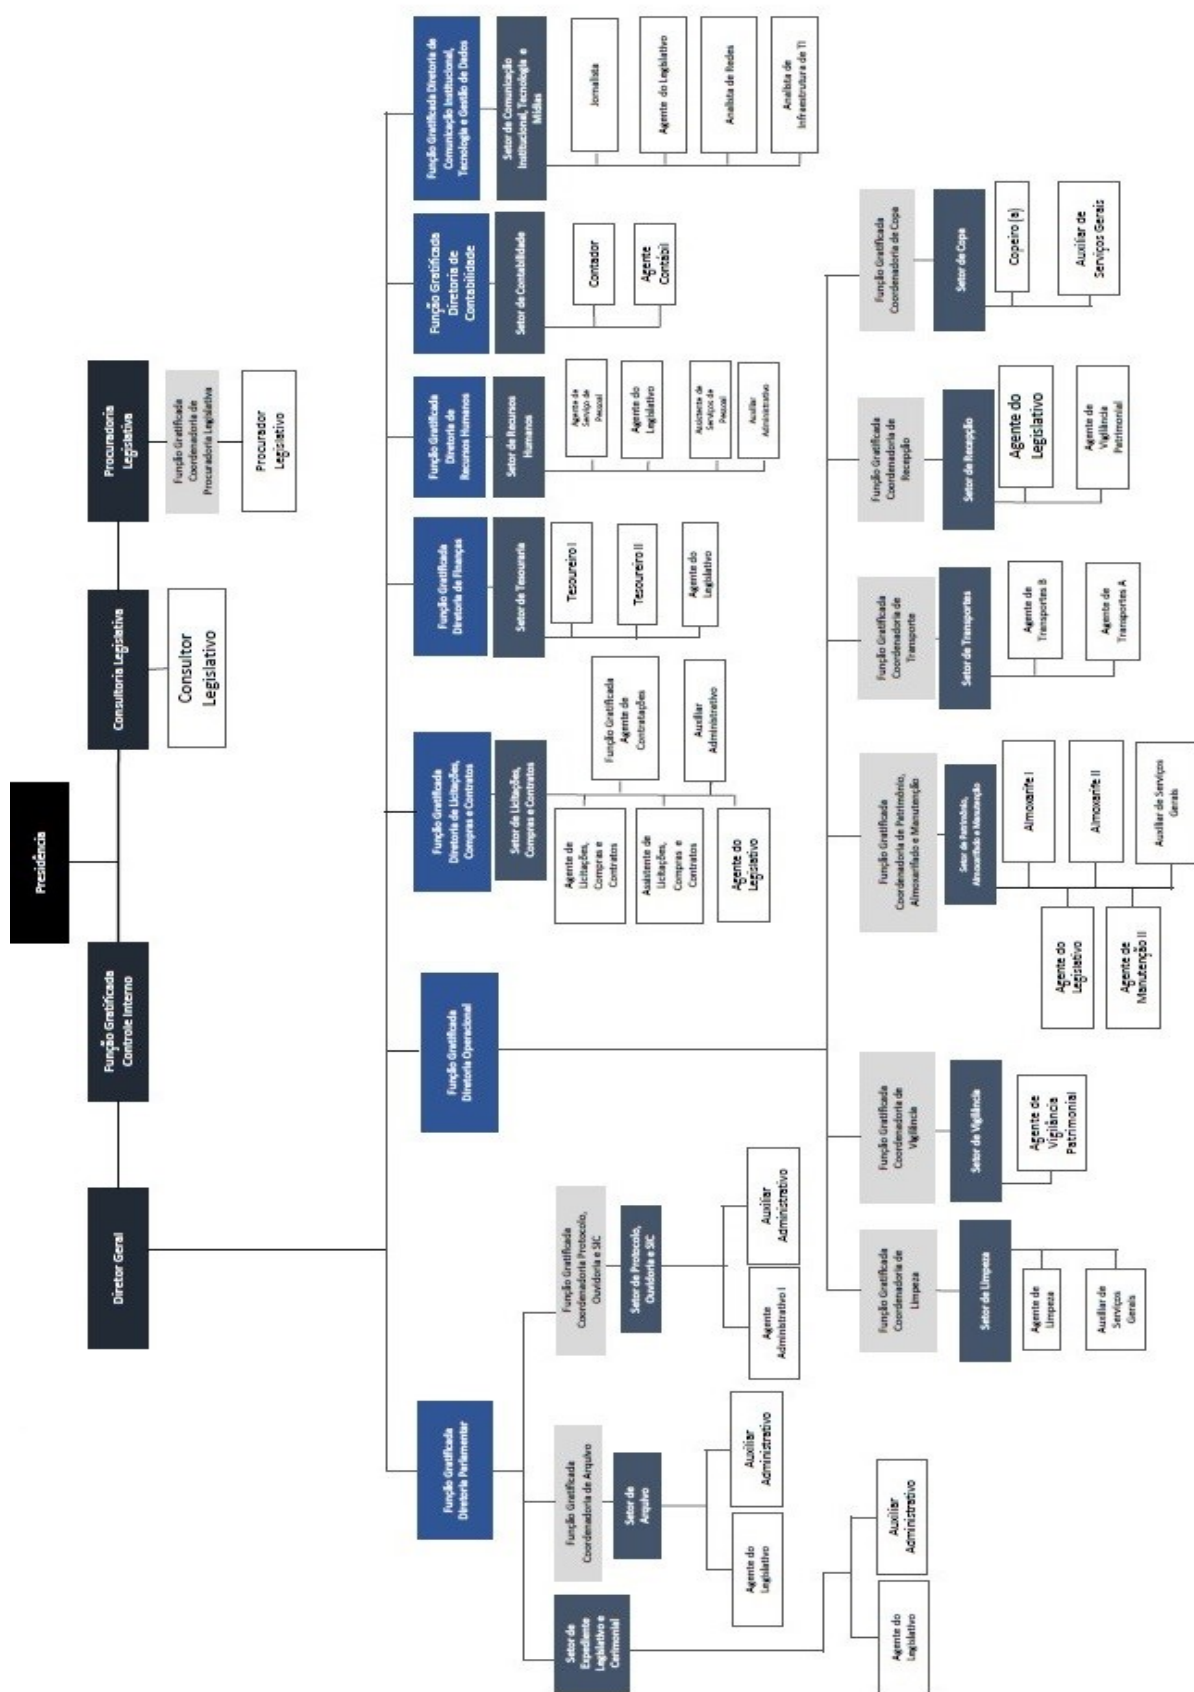 Presidência
Diretor Geral
Função Gratificada
Controle Interno
Consultoria Legislativa
Procuradoria
Legislativa
Consultor
Legislativo
Função Gratificada
Coordenadoria de
Procuradoria Legislativa
Procurador
Legislativo
Função Gratificada
Diretoria Parlamentar
Função Gratificada
Diretoria Operacional
Função Gratificada
Diretoria de Licitações,
Compras e Contratos
Função Gratificada
Diretoria de Finanças
Função Gratificada
Diretoria de
Recursos Humanos
Função Gratificada
Diretoria de
Contabilidade
Função Gratificada Diretoria de
Comunicação Institucional,
Tecnologia e Gestão de Dados
Setor de Licitações,
Compras e Contratos
Setor de Tesouraria
Setor de Recursos
Humanos
Setor de Contabilidade
Setor de Comunicação
Institucional, Tecnologia e
Mídias
Setor de
Expediente
Legislativo e
Cerimonial
Função Gratificada
Coordenadoria de Arquivo
Função Gratificada
Coordenadoria Protocolo,
Ouvidoria e SIC
Setor de
Arquivo
Setor de Protocolo,
Ouvidoria e SIC
Agente do
Legislativo
Auxiliar
Administrativo
Agente
Administrativo I
Auxiliar
Administrativo
Agente do
Legislativo
Auxiliar
Administrativo
Agente de
Licitações,
Compras e
Contratos
Função Gratificada
Agente de
Contratações
Assistente de
Licitações,
Compras e
Contratos
Auxiliar
Administrativo
Agente do
Legislativo
Tesoureiro I
Tesoureiro II
Agente do
Legislativo
Agente de
Serviço de
Pessoal
Agente do
Legislativo
Assistente de
Serviços de
Pessoal
Auxiliar
Administrativo
Contador
Agente
Contábil
Jornalista
Agente do Legislativo
Analista de Redes
Analista de
Infraestrutura de TI
Função Gratificada
Coordenadoria de
Limpeza
Função Gratificada
Coordenadoria de
Vigilância
Função Gratificada
Coordenadoria de Patrimônio,
Almoxarifado e Manutenção
Função Gratificada
Coordenadoria de
Transporte
Função Gratificada
Coordenadoria de
Recepção
Função Gratificada
Coordenadoria de Copa
Setor de Limpeza
Setor de Vigilância
Setor de Patrimônio,
Almoxarifado e Manutenção
Setor de Transportes
Setor de Recepção
Setor de Copa
Agente de
Limpeza
Auxiliar de
Serviços
Gerais
Agente de
Vigilância
Patrimonial
Almoxarife I
Agente do
Legislativo
Almoxarife II
Agente de
Manutenção II
Auxiliar de Serviços
Gerais
Agente de
Transportes B
Agente de
Transportes A
Agente do
Legislativo
Agente de
Vigilância
Patrimonial
Copeiro (a)
Auxiliar de
Serviços Gerais